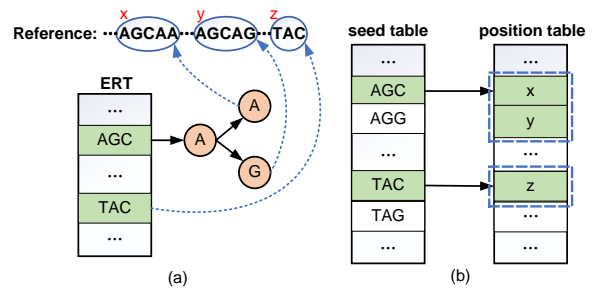 x y z
Reference: ···AGCAA···AGCAG···TAC···
ERT
...
AGC
...
TAC
...
A
A
G
(a)
seed table
...
AGC
AGG
...
TAC
TAG
...
position table
...
x
y
...
z
...
...
(b)